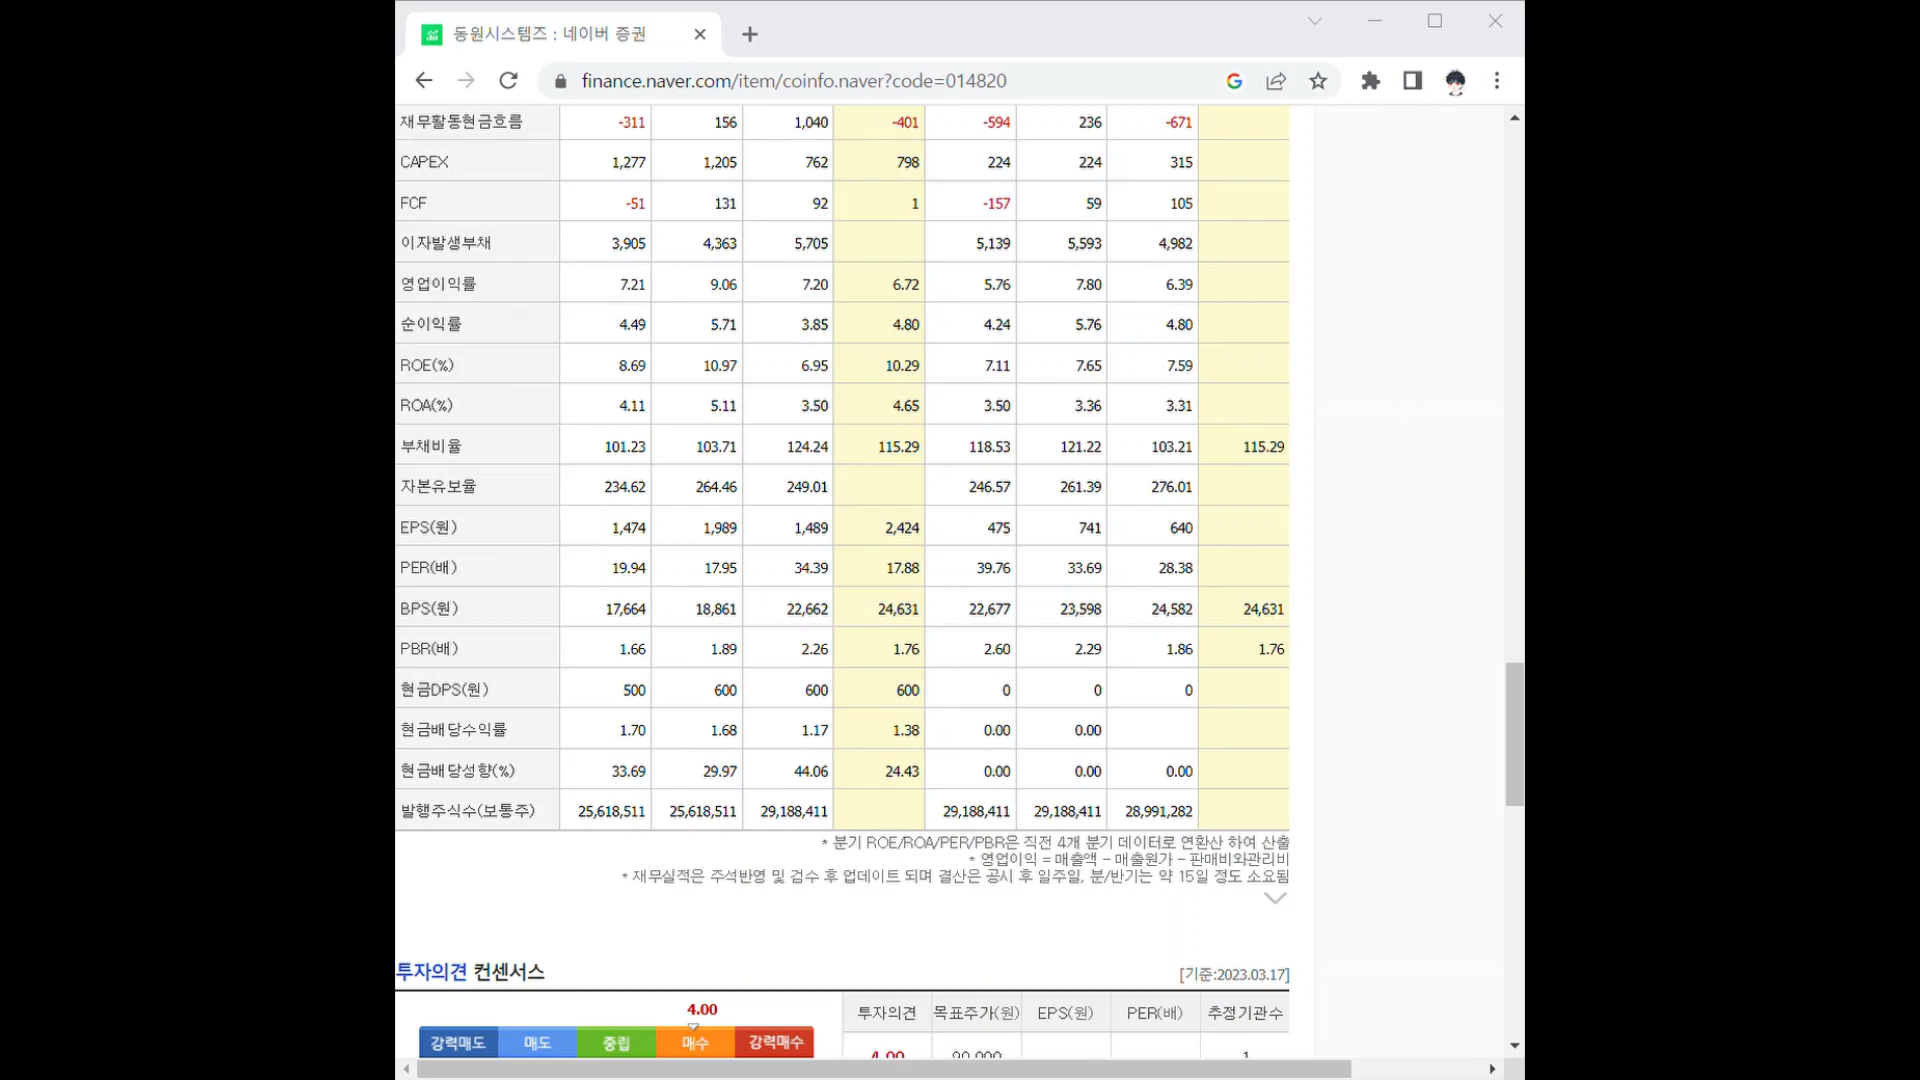 동원시스템즈 : 네이버 증권
finance.naver.com/item/coinfo.naver?code=014820
재무활동현금흐름 -311 156 1,040 -401 -594 236 -671
CAPEX 1,277 1,205 762 798 224 224 315
FCF -51 131 92 1 -157 59 105
이자발생부채 3,905 4,363 5,705 5,139 5,593 4,982
영업이익률 7.21 9.06 7.20 6.72 5.76 7.80 6.39
순이익률 4.49 5.71 3.85 4.80 4.24 5.76 4.80
ROE(%) 8.69 10.97 6.95 10.29 7.11 7.65 7.59
ROA(%) 4.11 5.11 3.50 4.65 3.50 3.36 3.31
부채비율 101.23 103.71 124.24 115.29 118.53 121.22 103.21 115.29
자본유보율 234.62 264.46 249.01 246.57 261.39 276.01
EPS(원) 1,474 1,989 1,489 2,424 475 741 640
PER(배) 19.94 17.95 34.39 17.88 39.76 33.69 28.38
BPS(원) 17,664 18,861 22,662 24,631 22,677 23,598 24,582 24,631
PBR(배) 1.66 1.89 2.26 1.76 2.60 2.29 1.86 1.76
현금DPS(원) 500 600 600 600 0 0 0
현금배당수익률 1.70 1.68 1.17 1.38 0.00 0.00
현금배당성향(%) 33.69 29.97 44.06 24.43 0.00 0.00 0.00
발행주식수(보통주) 25,618,511 25,618,511 29,188,411 29,188,411 29,188,411 28,991,282
* 분기 ROE/ROA/PER/PBR은 직전 4개 분기 데이터로 연환산 하여 산출
* 영업이익 = 매출액 - 매출원가 - 판매비와관리비
* 재무실적은 주석반영 및 검수 후 업데이트 되며 결산은 공시 후 일주일, 분/반기는 약 15일 정도 소요됨
투자의견 컨센서스 [기준:2023.03.17]
4.00
강력매도 매도 중립 매수 강력매수
투자의견 목표주가(원) EPS(원) PER(배) 추정기관수
4.00 90,000 1